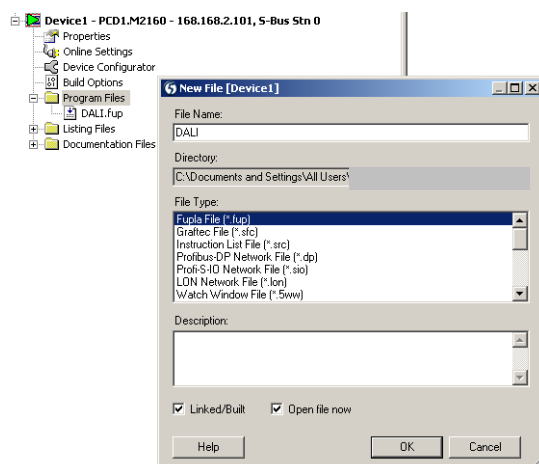 Device1 - PCD1.M2160 - 168.168.2.101, S-Bus Stn 0
Properties
Online Settings
Device Configurator
Build Options
Program Files
DALI.fup
Listing Files
Documentation Files
New File [Device1]
File Name:
DALI
Directory:
C:\Documents and Settings\All Users\
File Type:
Fupla File (*.fup)
Graftec File (*.sfc)
Instruction List File (*.src)
Profibus-DP Network File (*.dp)
Profi-S-IO Network File (*.sio)
LON Network File (*.lon)
Watch Window File (*.5ww)
Description:
Linked/Built Open file now
Help OK Cancel